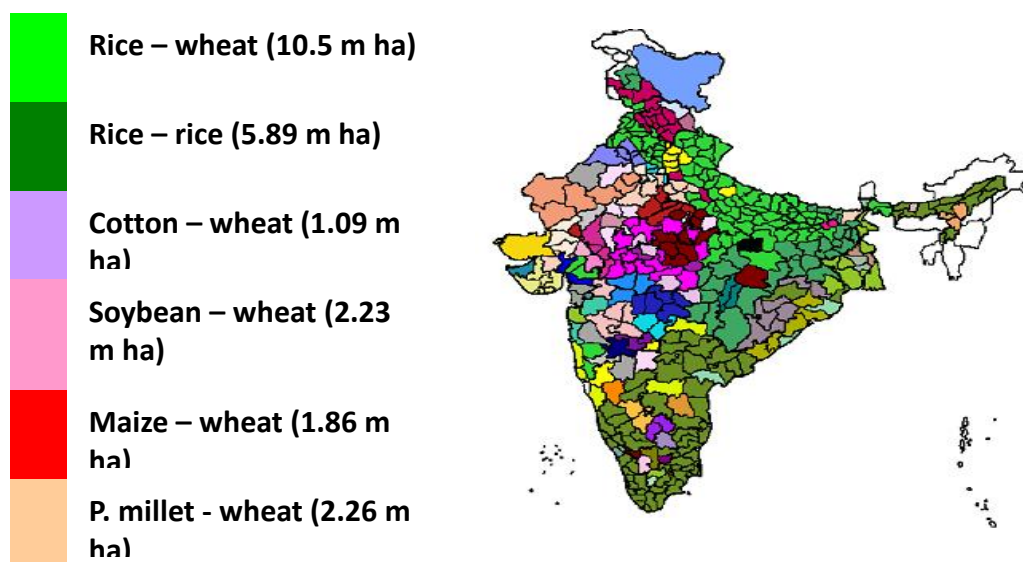 Rice – wheat (10.5 m ha)
Rice – rice (5.89 m ha)
Cotton – wheat (1.09 m
ha)
Soybean – wheat (2.23
m ha)
Maize – wheat (1.86 m
ha)
P. millet - wheat (2.26 m
ha)